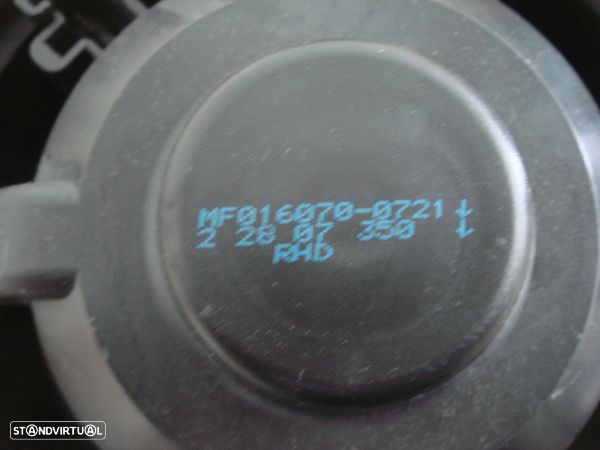 MF016070-0721 ↓
2 28 07 350 ↓
RHD
STANDVIRTUAL